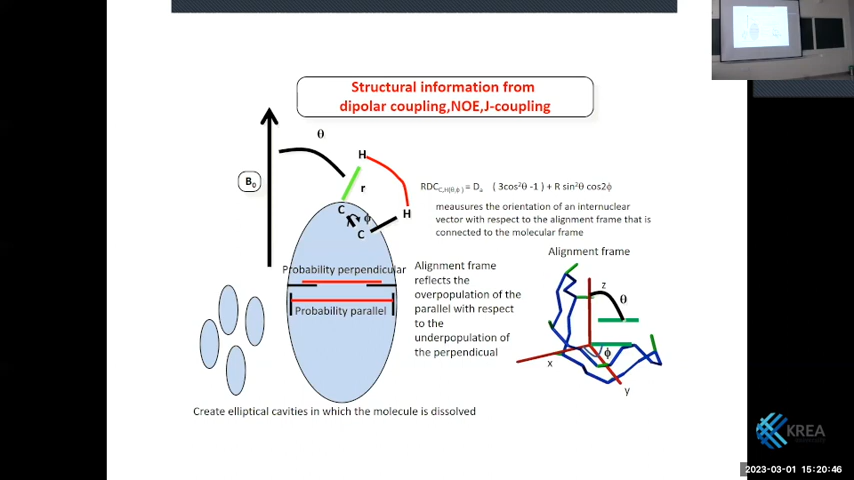 Structural information from
dipolar coupling,NOE,J-coupling
θ
H
B0
r
RDCC,H(θ,ϕ) = Da ( 3cos²θ -1 ) + R sin²θ cos2ϕ
C
ϕ
H
C
meausures the orientation of an internuclear
vector with respect to the alignment frame that is
connected to the molecular frame
Alignment frame
Probability perpendicular
Probability parallel
Alignment frame
reflects the
overpopulation of the
parallel with respect
to the
underpopulation of
the perpendicual
z
θ
ϕ
x
y
Create elliptical cavities in which the molecule is dissolved
KREA
2023-03-01 15:20:46